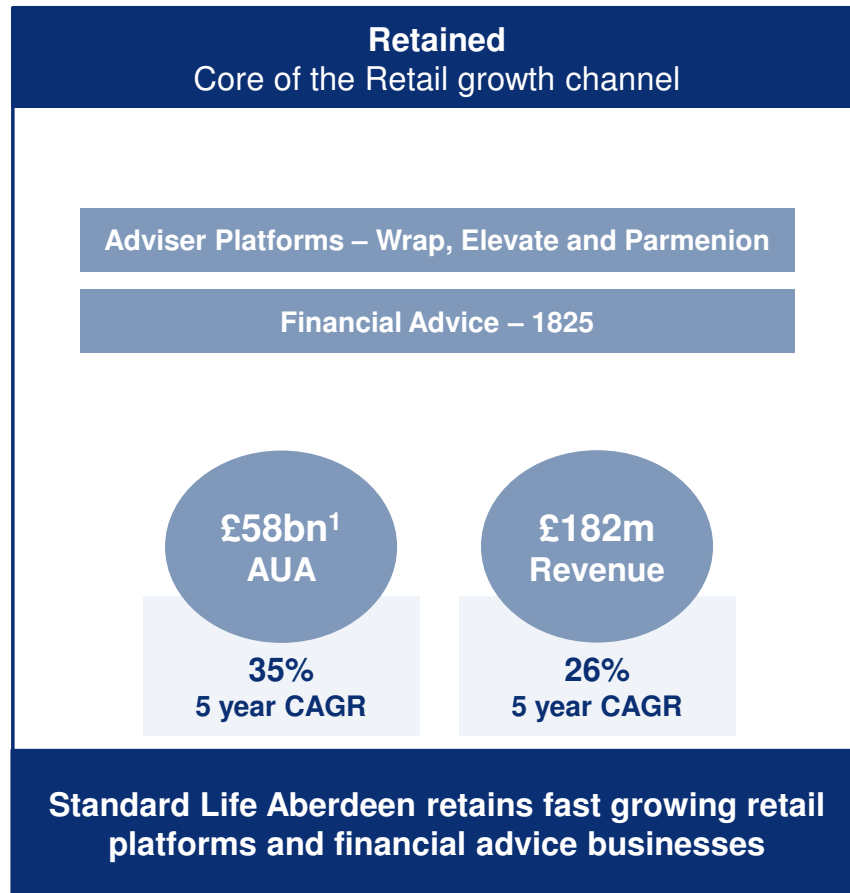 Retained
Core of the Retail growth channel
Adviser Platforms – Wrap, Elevate and Parmenion
Financial Advice – 1825
£58bn¹
AUA
35%
5 year CAGR
£182m
Revenue
26%
5 year CAGR
Standard Life Aberdeen retains fast growing retail
platforms and financial advice businesses